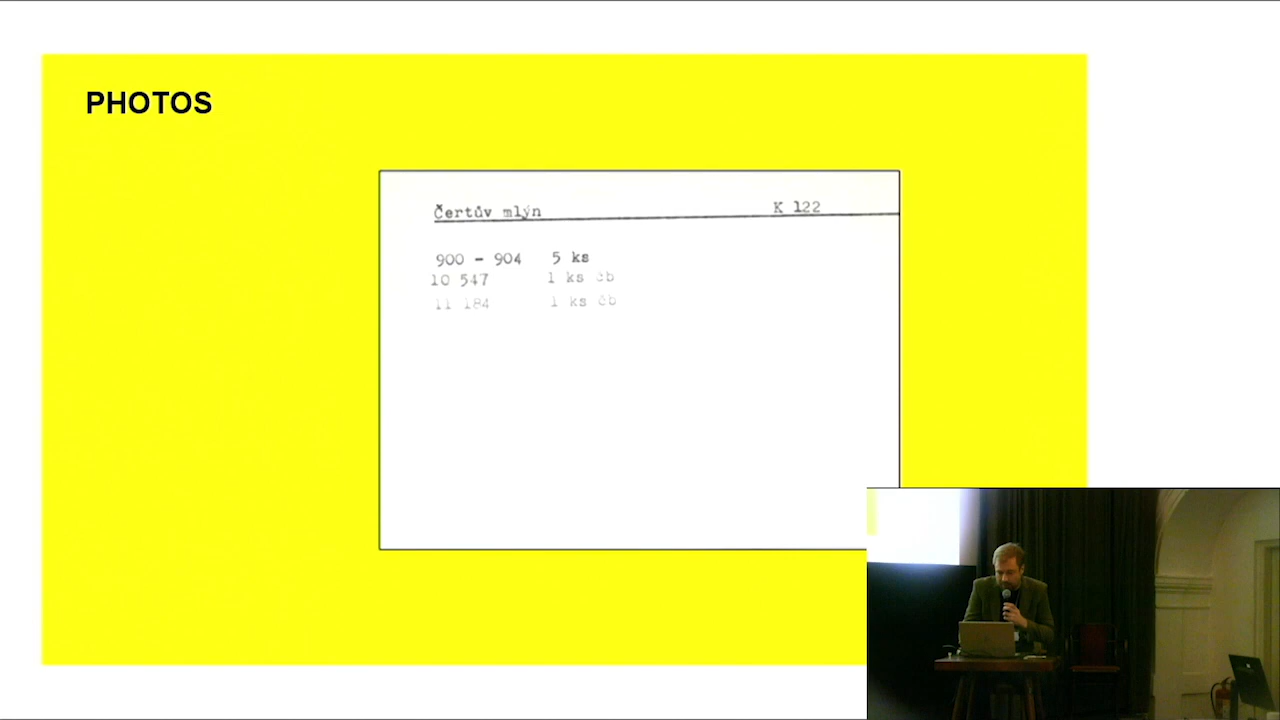 PHOTOS
Čertův mlýn K 122
900 - 904 5 ks
10 547 1 ks čb
11 184 1 ks čb